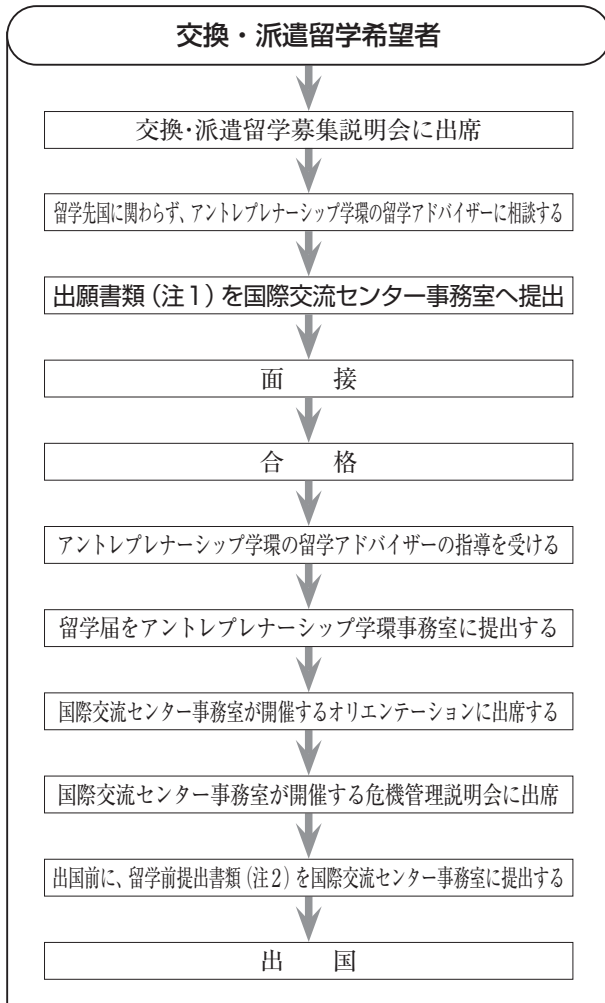 交換・派遣留学希望者
交換・派遣留学募集説明会に出席
留学先国に関わらず、アントレプレナーシップ学環の留学アドバイザーに相談する
出願書類（注１）を国際交流センター事務室へ提出
面　接
合　格
アントレプレナーシップ学環の留学アドバイザーの指導を受ける
留学届をアントレプレナーシップ学環事務室に提出する
国際交流センター事務室が開催するオリエンテーションに出席する
国際交流センター事務室が開催する危機管理説明会に出席
出国前に、留学前提出書類（注２）を国際交流センター事務室に提出する
出　国